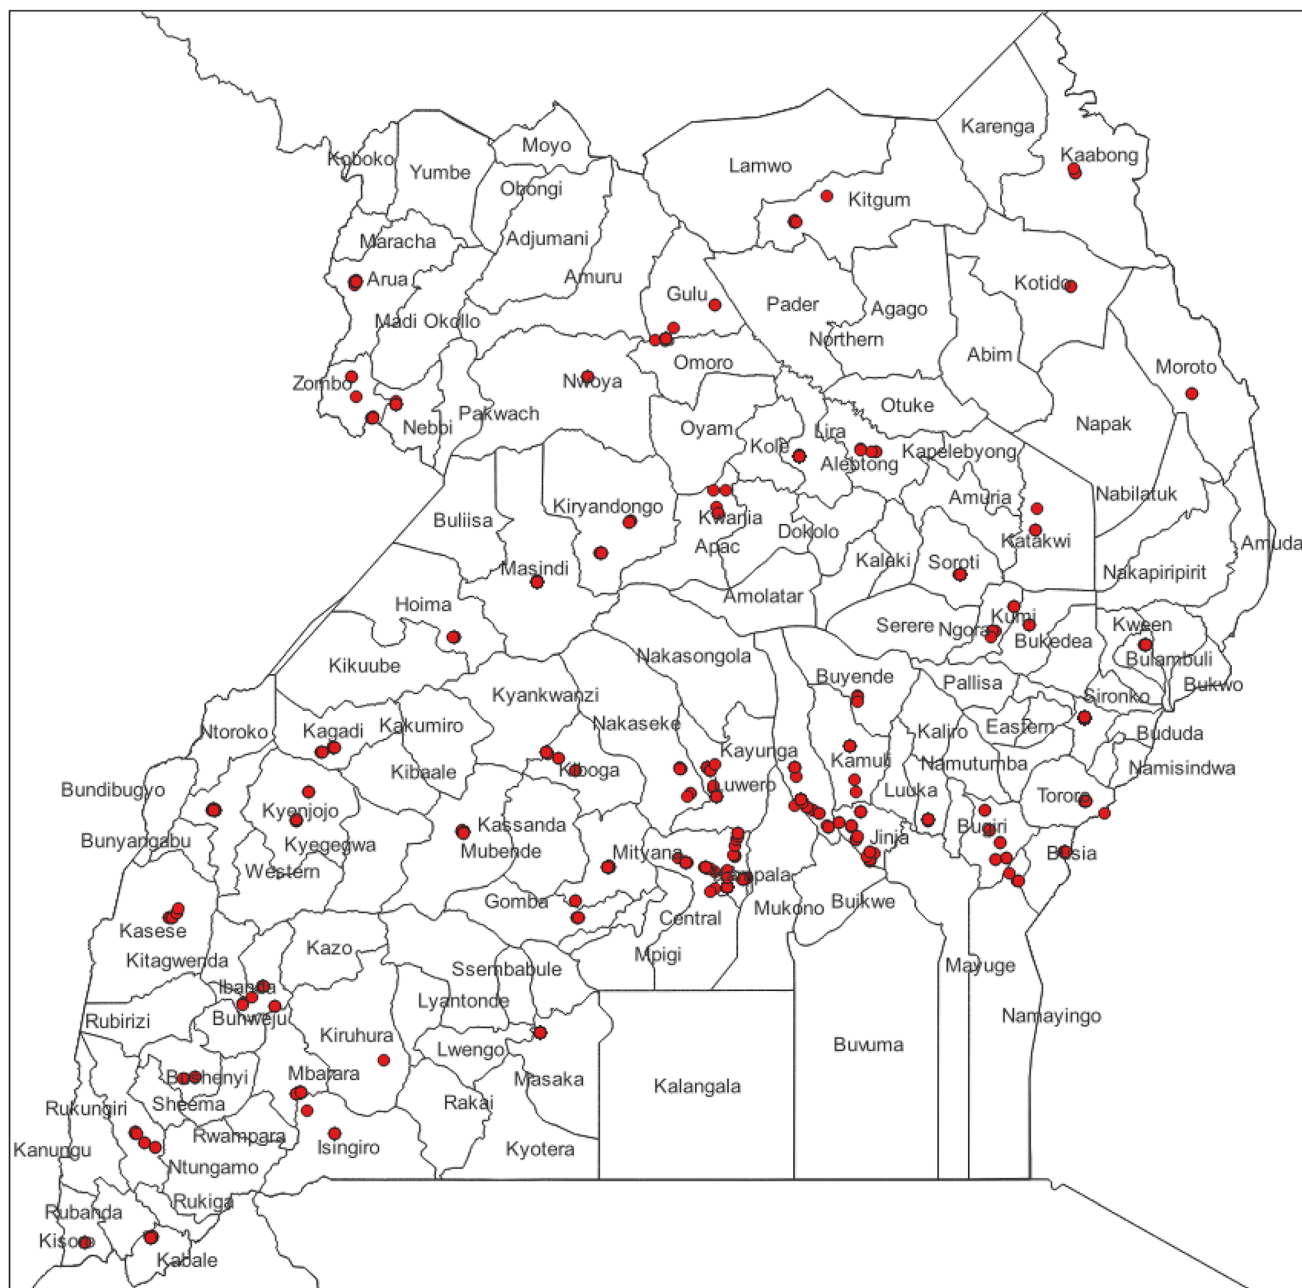 Karenga
Koboko
Moyo
Kaabong
Yumbe
Lamwo
Obongi
Kitgum
Maracha
Adjumani
Arua
Amuru
Gulu
Kotido
Pader
Agago
Madi Okollo
Northern
Abim
Omoro
Moroto
Zombo
Nwoya
Otuke
Pakwach
Nebbi
Oyam
Lira
Napak
Kole
Alebtong
Kapelebyong
Amuria
Nabilatuk
Kiryandongo
Buliisa
Kwania
Dokolo
Katakwi
Amuda
Apac
Kalaki
Soroti
Masindi
Nakapiripirit
Amolatar
Hoima
Kumi
Serere
Ngora
Bukedea
Kween
Nakasongola
Bulambuli
Kikuube
Buyende
Pallisa
Bukwo
Kyankwanzi
Sironko
Ntoroko
Kagadi
Kakumiro
Nakaseke
Kaliro
Eastern
Bududa
Kayunga
Kamuli
Namutumba
Namisindwa
Kibaale
Kiboga
Bundibugyo
Luwero
Luuka
Tororo
Kyenjojo
Kassanda
Bugiri
Bunyangabu
Kyegegwa
Mubende
Mityana
Jinja
Busia
Western
Kampala
Gomba
Mukono
Buikwe
Kasese
Central
Kazo
Kitagwenda
Mpigi
Ssembabule
Mayuge
Ibanda
Lyantonde
Buhweju
Rubirizi
Namayingo
Kiruhura
Lwengo
Buvuma
Bushenyi
Mbarara
Masaka
Kalangala
Sheema
Rukungiri
Rakai
Rwampara
Kanungu
Isingiro
Kyotera
Ntungamo
Rukiga
Rubanda
Kisoro
Kabale